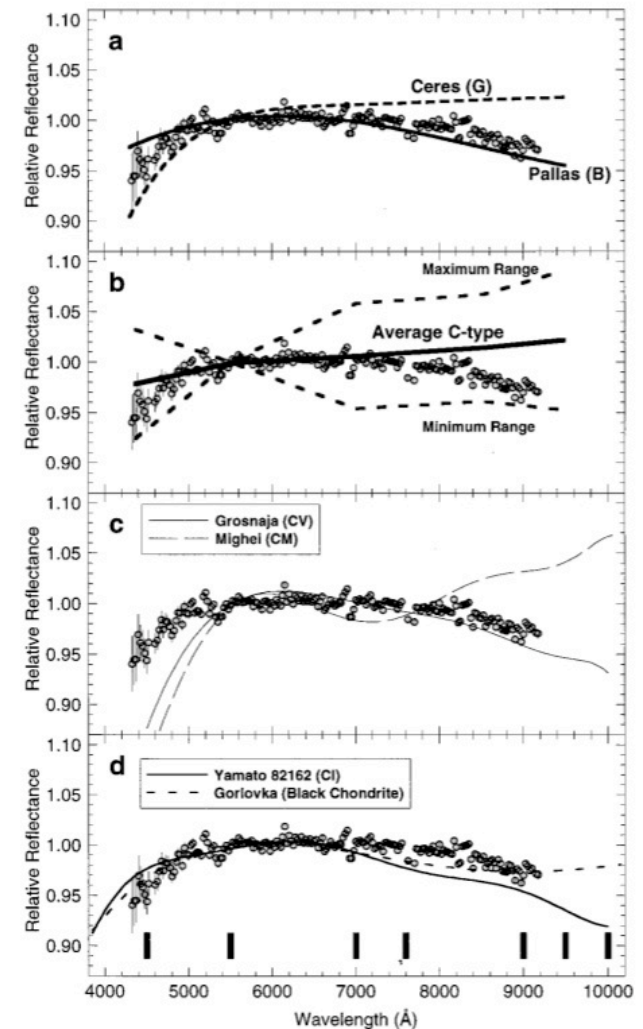 a
1.10
1.05
1.00
0.95
0.90
Relative Reflectance
Ceres (G)
Pallas (B)
b
1.10
1.05
1.00
0.95
0.90
Relative Reflectance
Maximum Range
Average C-type
Minimum Range
c
1.10
1.05
1.00
0.95
0.90
Relative Reflectance
Grosnaja (CV)
Mighei (CM)
d
1.10
1.05
1.00
0.95
0.90
Relative Reflectance
Yamato 82162 (CI)
Gorlovka (Black Chondrite)
4000 5000 6000 7000 8000 9000 10000
Wavelength (Å)